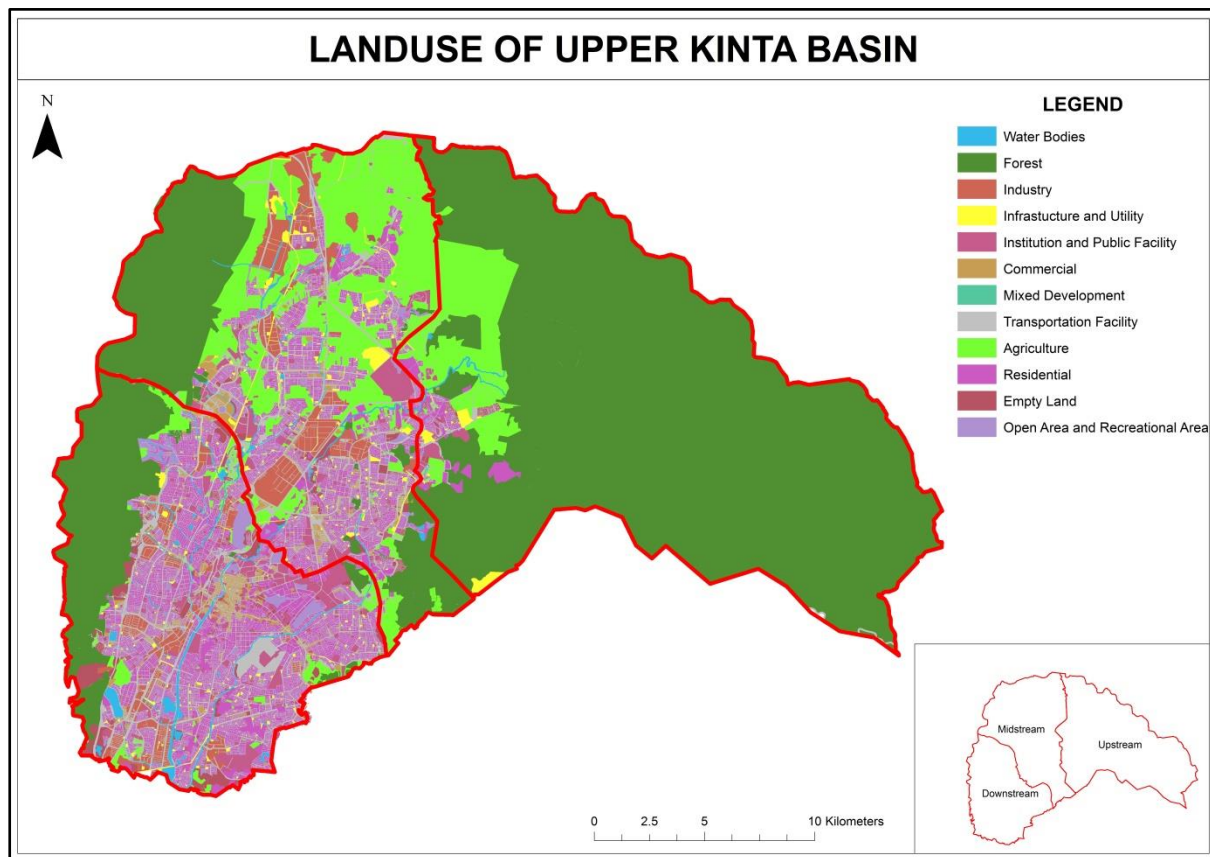 LANDUSE OF UPPER KINTA BASIN
N
LEGEND
Water Bodies
Forest
Industry
Infrastucture and Utility
Institution and Public Facility
Commercial
Mixed Development
Transportation Facility
Agriculture
Residential
Empty Land
Open Area and Recreational Area
Midstream
Upstream
Downstream
0 2.5 5 10 Kilometers